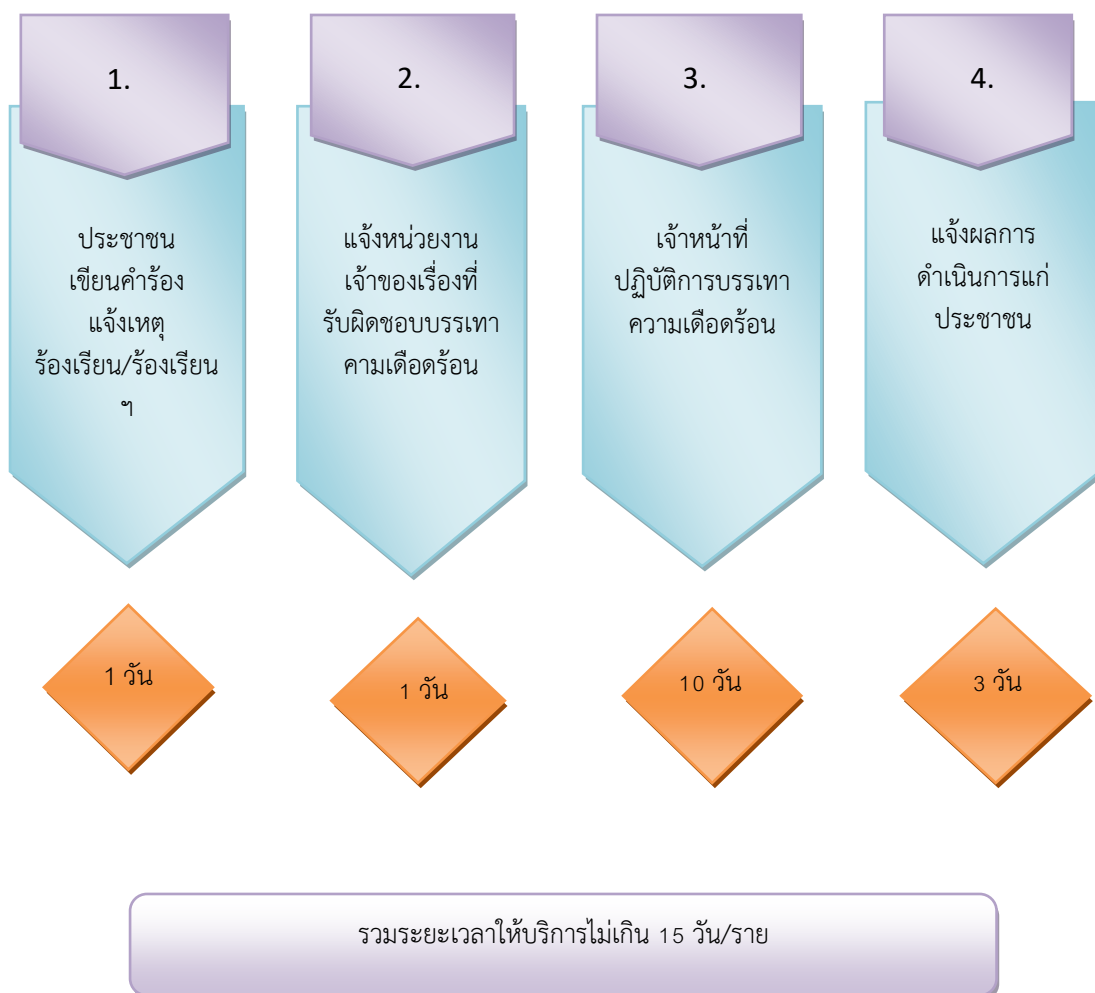 1.
ประชาชน
เขียนคำร้อง
แจ้งเหตุ
ร้องเรียน/ร้องเรียน
ฯ
1 วัน
2.
แจ้งหน่วยงาน
เจ้าของเรื่องที่
รับผิดชอบบรรเทา
คามเดือดร้อน
1 วัน
3.
เจ้าหน้าที่
ปฏิบัติการบรรเทา
ความเดือดร้อน
10 วัน
4.
แจ้งผลการ
ดำเนินการแก่
ประชาชน
3 วัน
รวมระยะเวลาให้บริการไม่เกิน 15 วัน/ราย